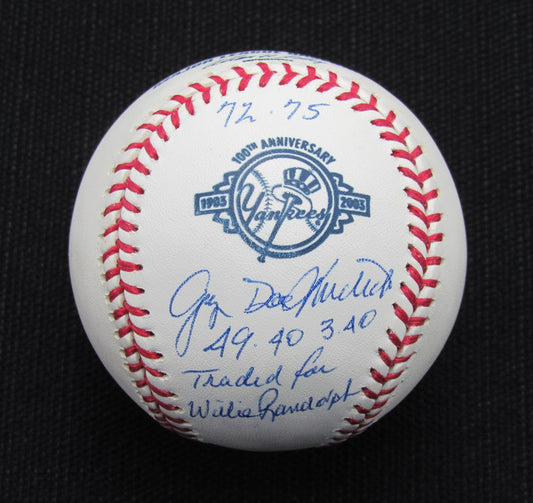 72 · 75
100TH ANNIVERSARY
1903 2003
Yankees
Doc Medich
49 · 40 3.40
Traded for
Willie Randolph